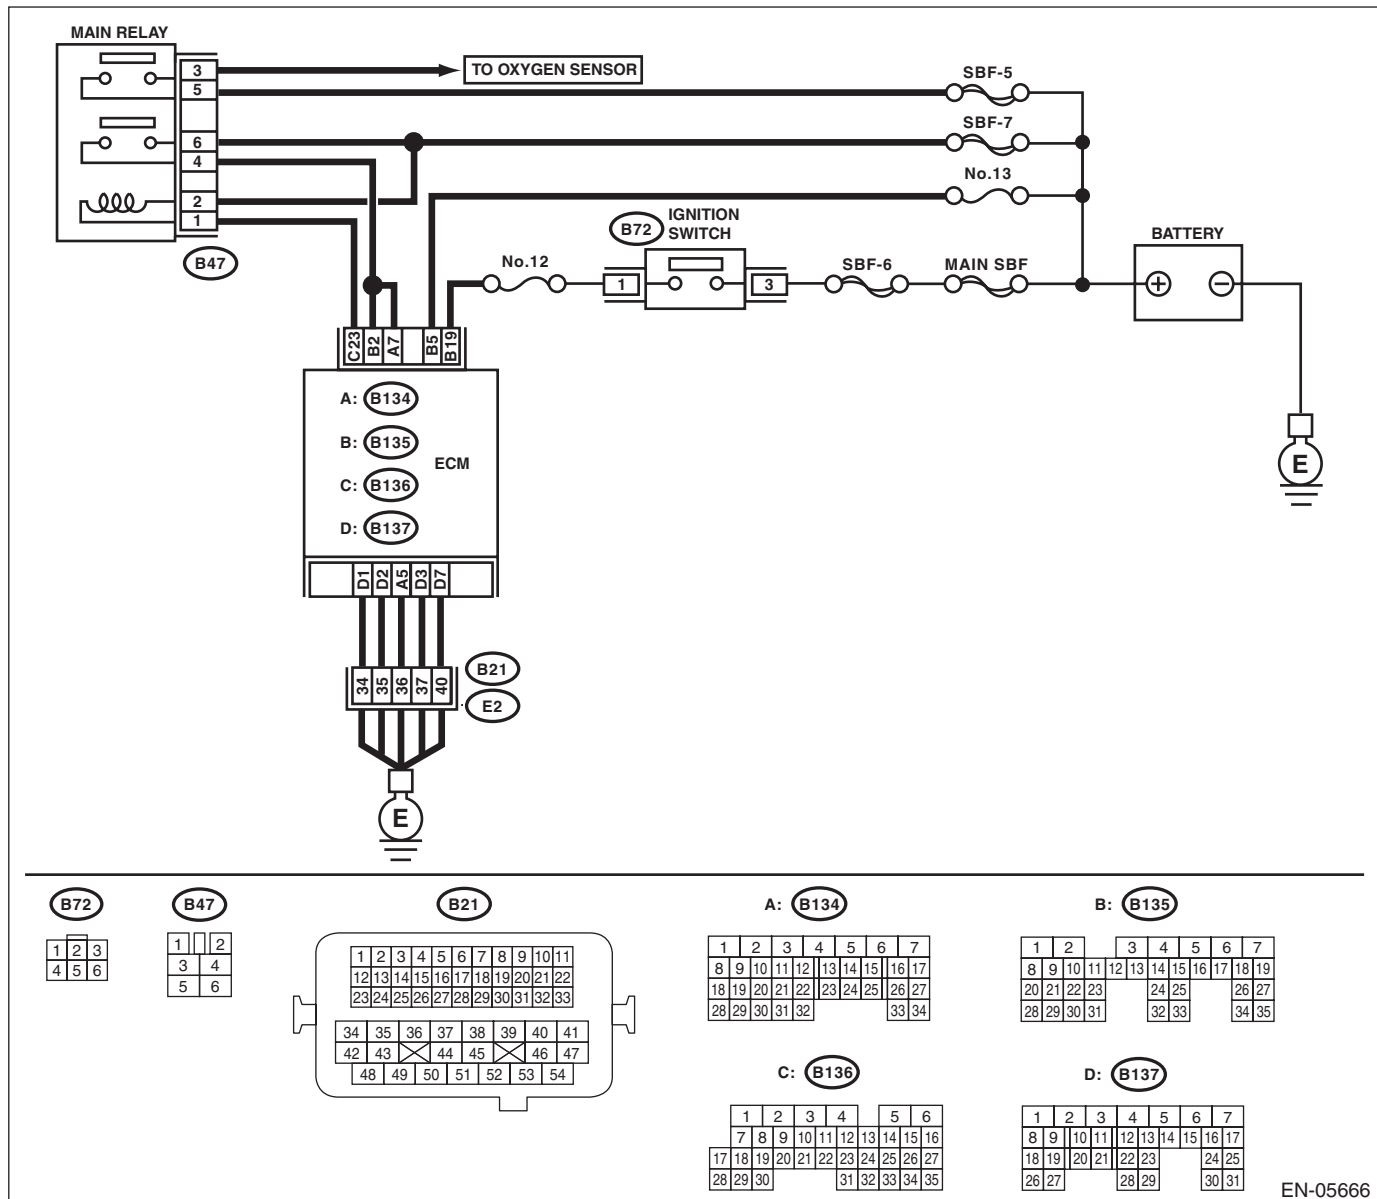 MAIN RELAY
3
TO OXYGEN SENSOR
SBF-5
5
SBF-7
6
4
No.13
2
1
B47
B72
IGNITION
SWITCH
BATTERY
No.12
1
3
SBF-6
MAIN SBF
+
−
C23
B2
A7
B5
B19
A: B134
B: B135
ECM
C: B136
D: B137
E
D1
D2
A5
D3
D7
34
35
36
37
40
B21
E2
E
B72
1 2 3
4 5 6
B47
1 2
3 4
5 6
B21
1 2 3 4 5 6 7 8 9 10 11
12 13 14 15 16 17 18 19 20 21 22
23 24 25 26 27 28 29 30 31 32 33
34 35 36 37 38 39 40 41
42 43 44 45 46 47
48 49 50 51 52 53 54
A: B134
1 2 3 4 5 6 7
8 9 10 11 12 13 14 15 16 17
18 19 20 21 22 23 24 25 26 27
28 29 30 31 32 33 34
B: B135
1 2 3 4 5 6 7
8 9 10 11 12 13 14 15 16 17 18 19
20 21 22 23 24 25 26 27
28 29 30 31 32 33 34 35
C: B136
1 2 3 4 5 6
7 8 9 10 11 12 13 14 15 16
17 18 19 20 21 22 23 24 25 26 27
28 29 30 31 32 33 34 35
D: B137
1 2 3 4 5 6 7
8 9 10 11 12 13 14 15 16 17
18 19 20 21 22 23 24 25
26 27 28 29 30 31
EN-05666